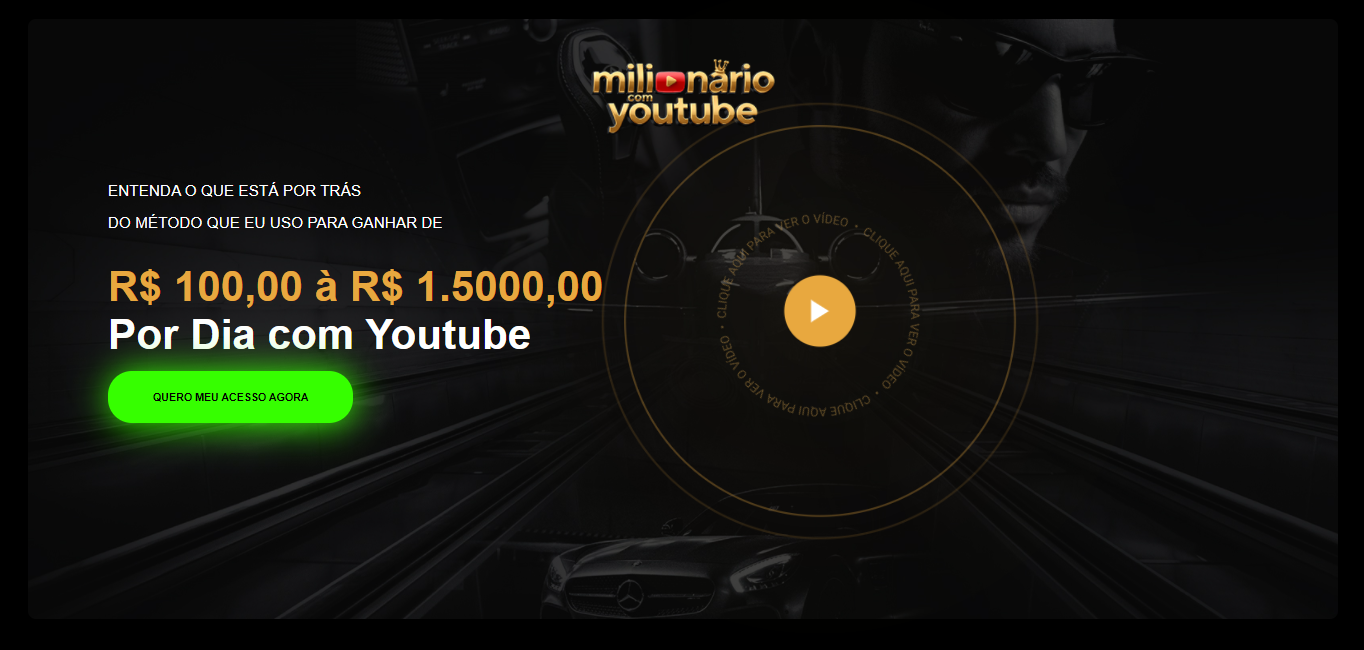 milionário
com
youtube
ENTENDA O QUE ESTÁ POR TRÁS
DO MÉTODO QUE EU USO PARA GANHAR DE
R$ 100,00 à R$ 1.5000,00
Por Dia com Youtube
QUERO MEU ACESSO AGORA
CLIQUE AQUI PARA VER O VÍDEO • CLIQUE AQUI PARA VER O VÍDEO • CLIQUE AQUI PARA VER O VÍDEO •